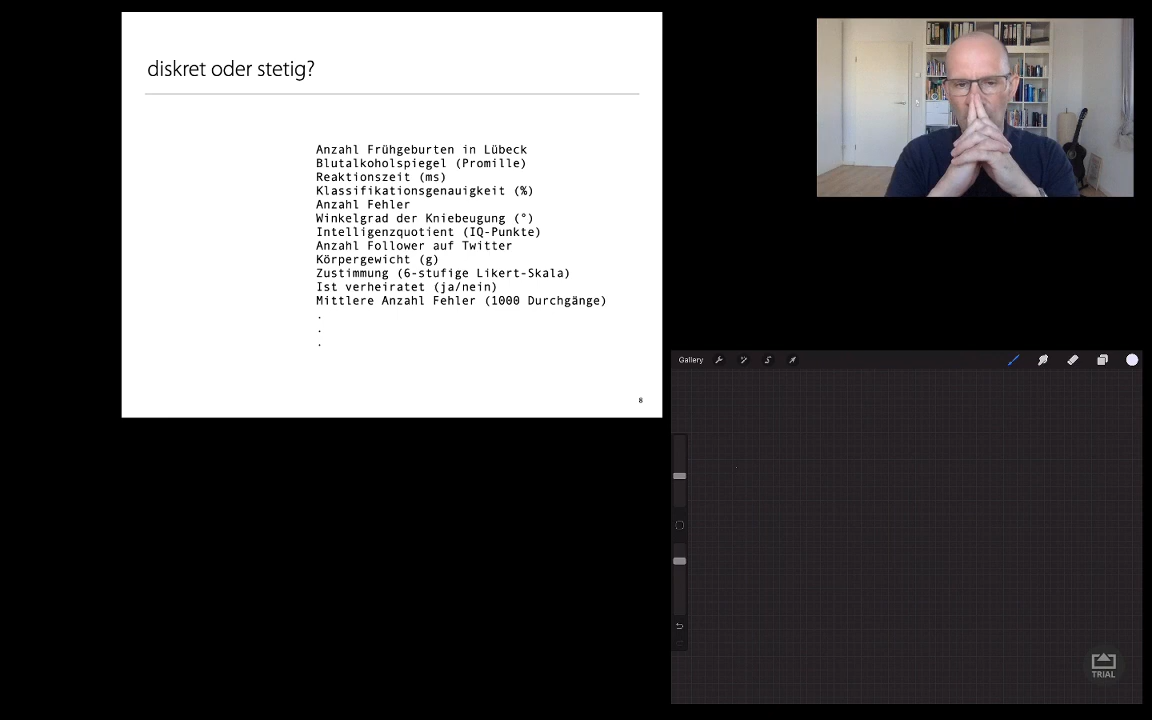 diskret oder stetig?
Anzahl Frühgeburten in Lübeck
Blutalkoholspiegel (Promille)
Reaktionszeit (ms)
Klassifikationsgenauigkeit (%)
Anzahl Fehler
Winkelgrad der Kniebeugung (°)
Intelligenzquotient (IQ-Punkte)
Anzahl Follower auf Twitter
Körpergewicht (g)
Zustimmung (6-stufige Likert-Skala)
Ist verheiratet (ja/nein)
Mittlere Anzahl Fehler (1000 Durchgänge)
.
.
.
8
Gallery
TRIAL